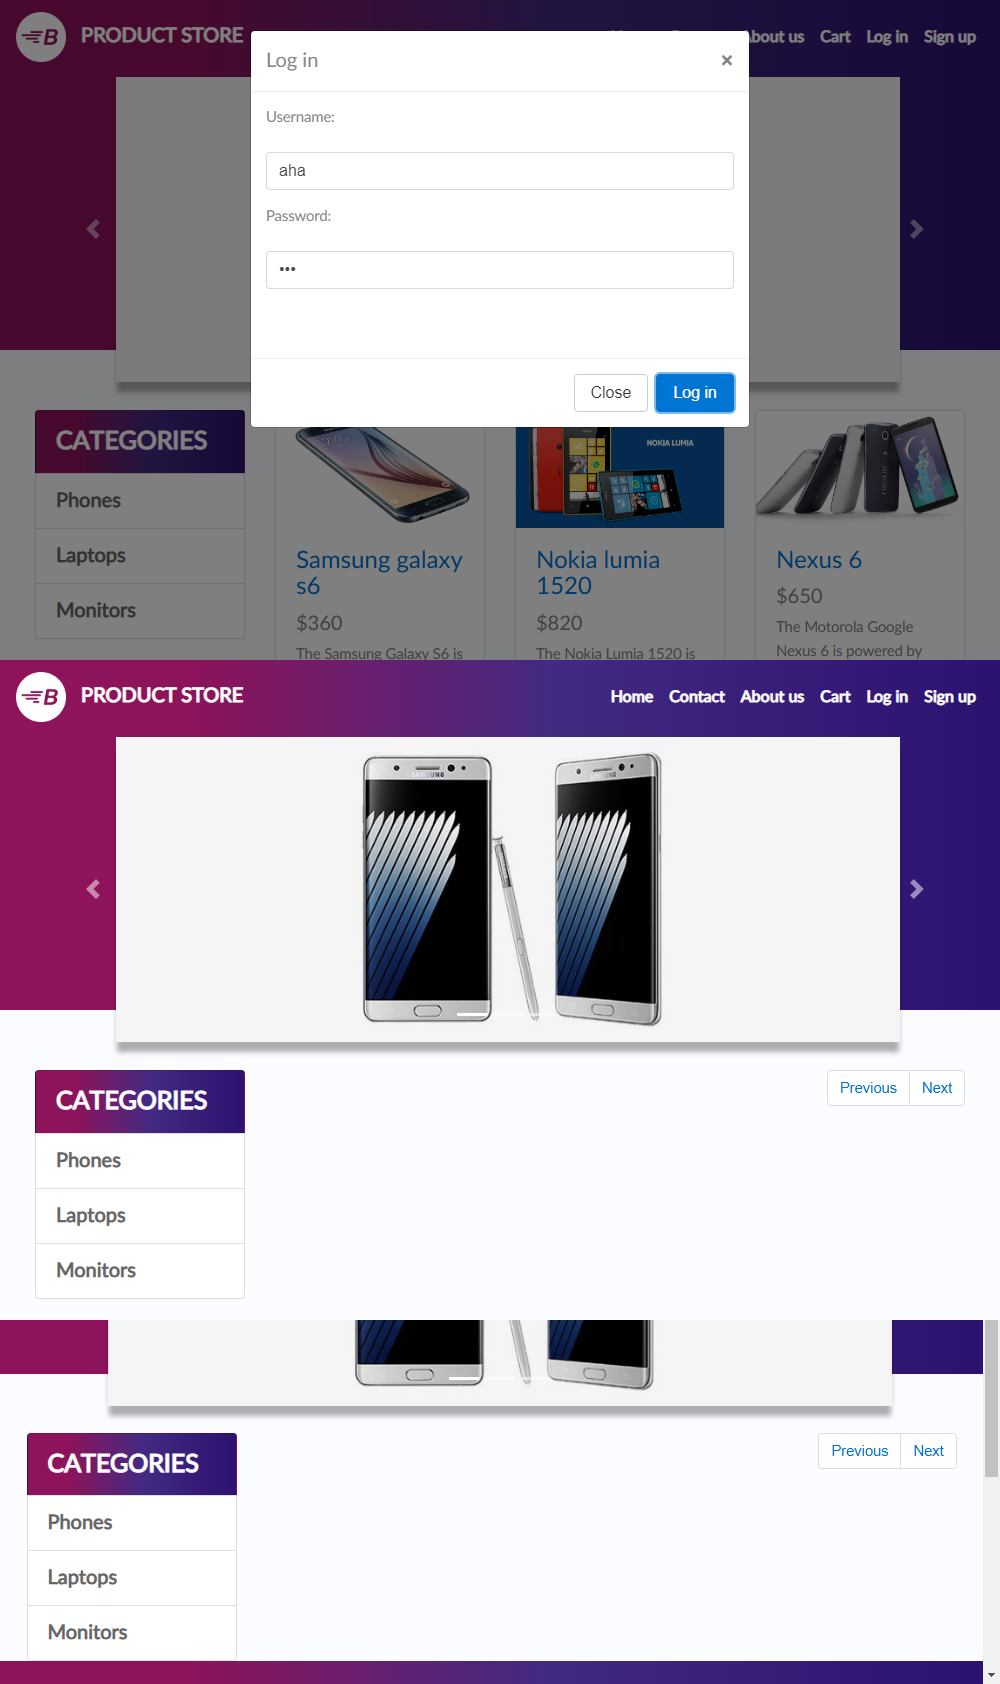 B PRODUCT STORE
About us Cart Log in Sign up
Log in ×
Username:
aha
Password:
•••
Close Log in
CATEGORIES
Phones
Laptops
Monitors
NOKIA LUMIA
nexus
Samsung galaxy
s6
$360
The Samsung Galaxy S6 is
Nokia lumia
1520
$820
The Nokia Lumia 1520 is
Nexus 6
$650
The Motorola Google
Nexus 6 is powered by
B PRODUCT STORE
Home Contact About us Cart Log in Sign up
SAMSUNG
SAMSUNG
CATEGORIES
Phones
Laptops
Monitors
Previous Next
CATEGORIES
Phones
Laptops
Monitors
Previous Next